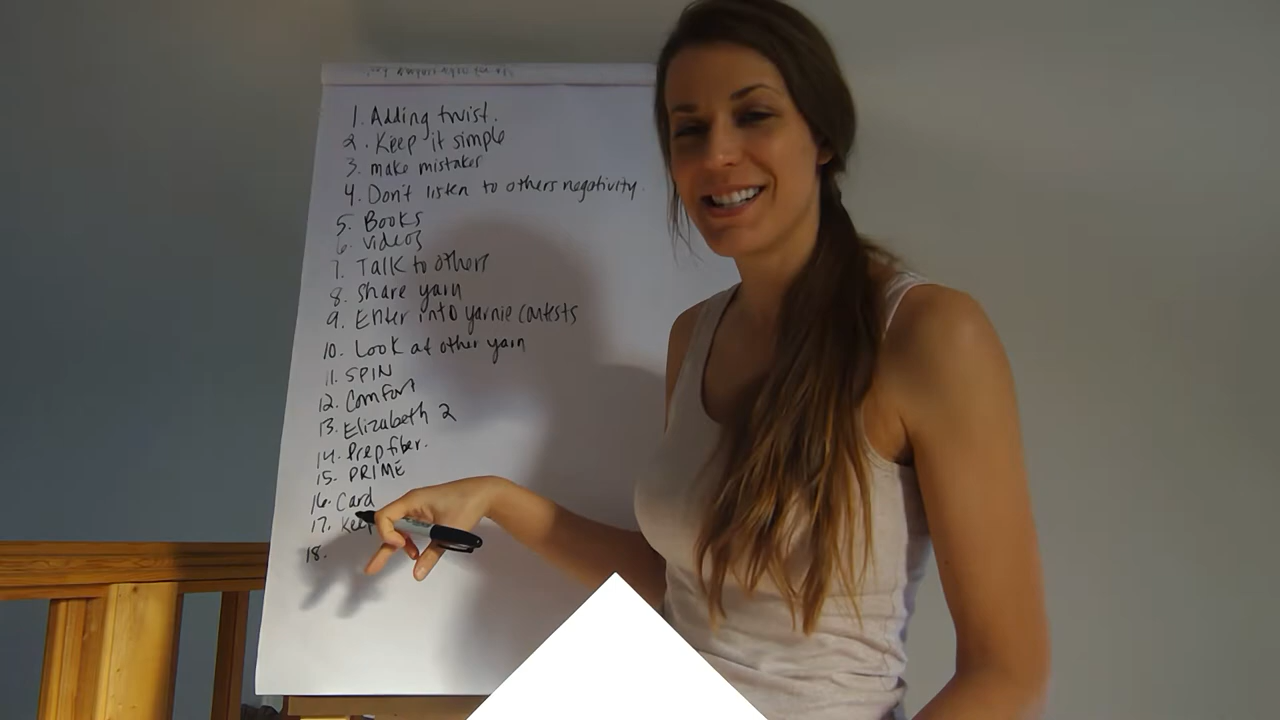 1. Adding twist.
2. Keep it simple
3. make mistakes
4. Don't listen to others negativity.
5. Books
6. videos
7. Talk to others
8. Share yarn
9. Enter into yarnie contests
10. Look at other yarn
11. SPIN
12. Comfort
13. Elizabeth 2
14. Prep fiber.
15. PRIME
16. Card
17. Keep
18.